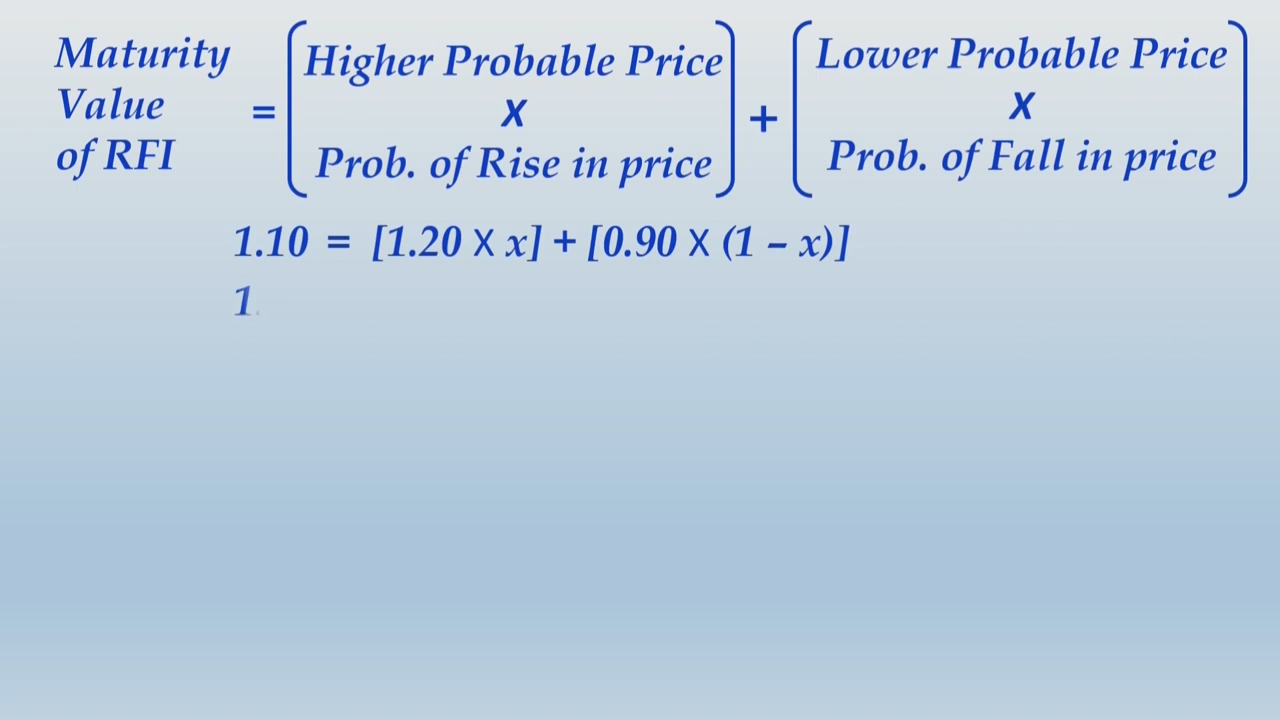 Maturity
Value
of RFI
=
Higher Probable Price
X
Prob. of Rise in price
+
Lower Probable Price
X
Prob. of Fall in price
1.10 = [1.20 X x] + [0.90 X (1 – x)]
1.